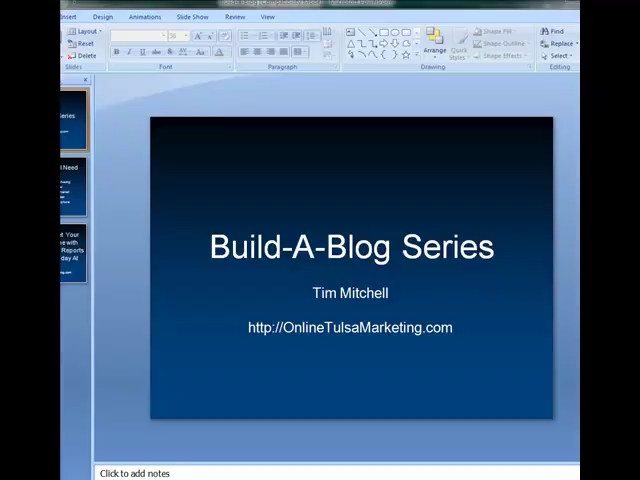 Insert Design Animations Slide Show Review View
Layout
Reset
Delete
36
Arrange
Quick Styles
Shape Fill
Shape Outline
Shape Effects
Find
Replace
Select
Slides Font Paragraph Drawing Editing
Build-A-Blog Series
Tim Mitchell
http://OnlineTulsaMarketing.com
Click to add notes